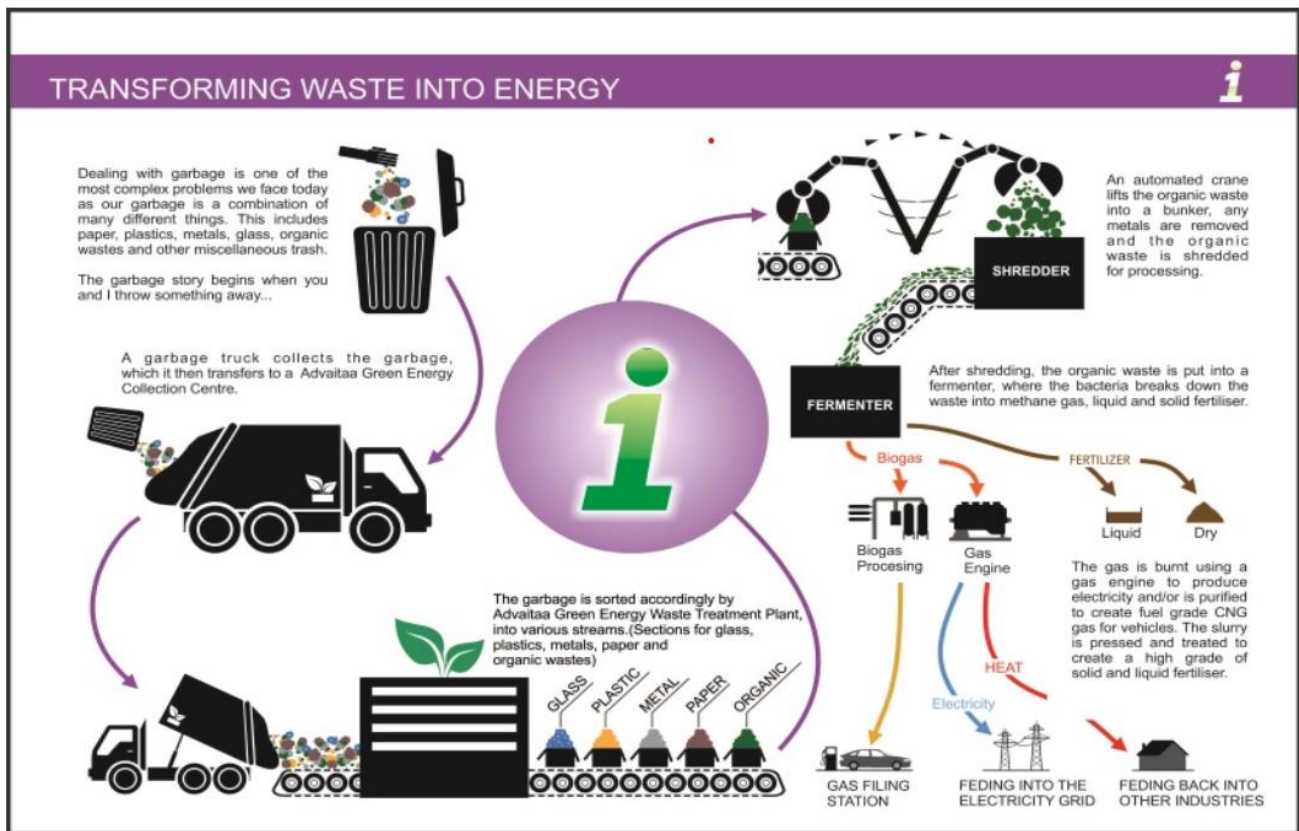 TRANSFORMING WASTE INTO ENERGY
i
Dealing with garbage is one of the
most complex problems we face today
as our garbage is a combination of
many different things. This includes
paper, plastics, metals, glass, organic
wastes and other miscellaneous trash.
The garbage story begins when you
and I throw something away...
A garbage truck collects the garbage,
which it then transfers to a Advaitaa Green Energy
Collection Centre.
i
The garbage is sorted accordingly by
Advaitaa Green Energy Waste Treatment Plant,
into various streams.(Sections for glass,
plastics, metals, paper and
organic wastes)
GLASS
PLASTIC
METAL
PAPER
ORGANIC
An automated crane
lifts the organic waste
into a bunker, any
metals are removed
and the organic
waste is shredded
for processing.
SHREDDER
After shredding, the organic waste is put into a
fermenter, where the bacteria breaks down the
waste into methane gas, liquid and solid fertiliser.
FERMENTER
Biogas
FERTILIZER
Biogas
Procesing
Gas
Engine
Liquid
Dry
The gas is burnt using a
gas engine to produce
electricity and/or is purified
to create fuel grade CNG
gas for vehicles. The slurry
is pressed and treated to
create a high grade of
solid and liquid fertiliser.
HEAT
Electricity
GAS FILING
STATION
FEDING INTO THE
ELECTRICITY GRID
FEDING BACK INTO
OTHER INDUSTRIES